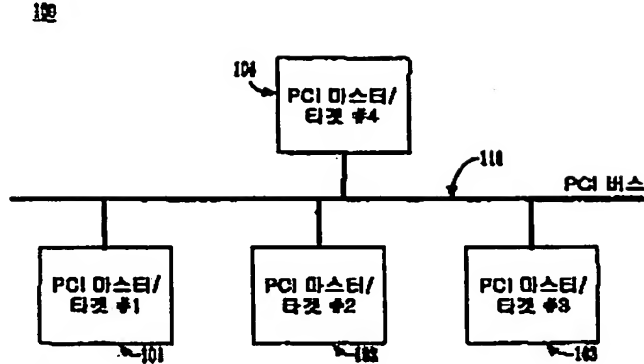 100
104
PCI 마스터/
타겟 #4
110
PCI 버스
PCI 마스터/
타겟 #1
PCI 마스터/
타겟 #2
PCI 마스터/
타겟 #3
101
102
103